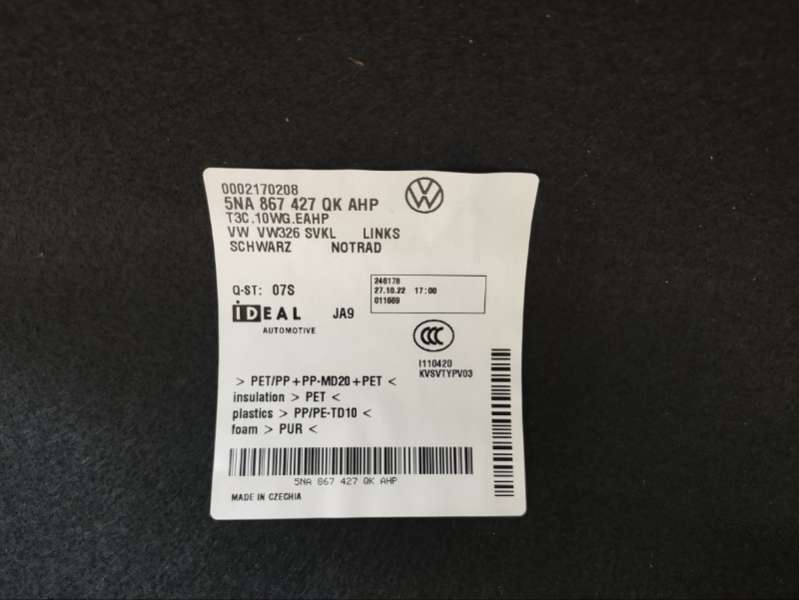 0002170208
5NA 867 427 QK AHP
T3C.10WG.EAHP
VW VW326 SVKL LINKS
SCHWARZ NOTRAD
Q-ST: 07S
246178
27.10.22 17:00
011669
iDEAL
AUTOMOTIVE
JA9
CCC
I110420
KVSVTYPV03
> PET/PP+PP-MD20+PET <
insulation > PET <
plastics > PP/PE-TD10 <
foam > PUR <
5NA 867 427 QK AHP
MADE IN CZECHIA